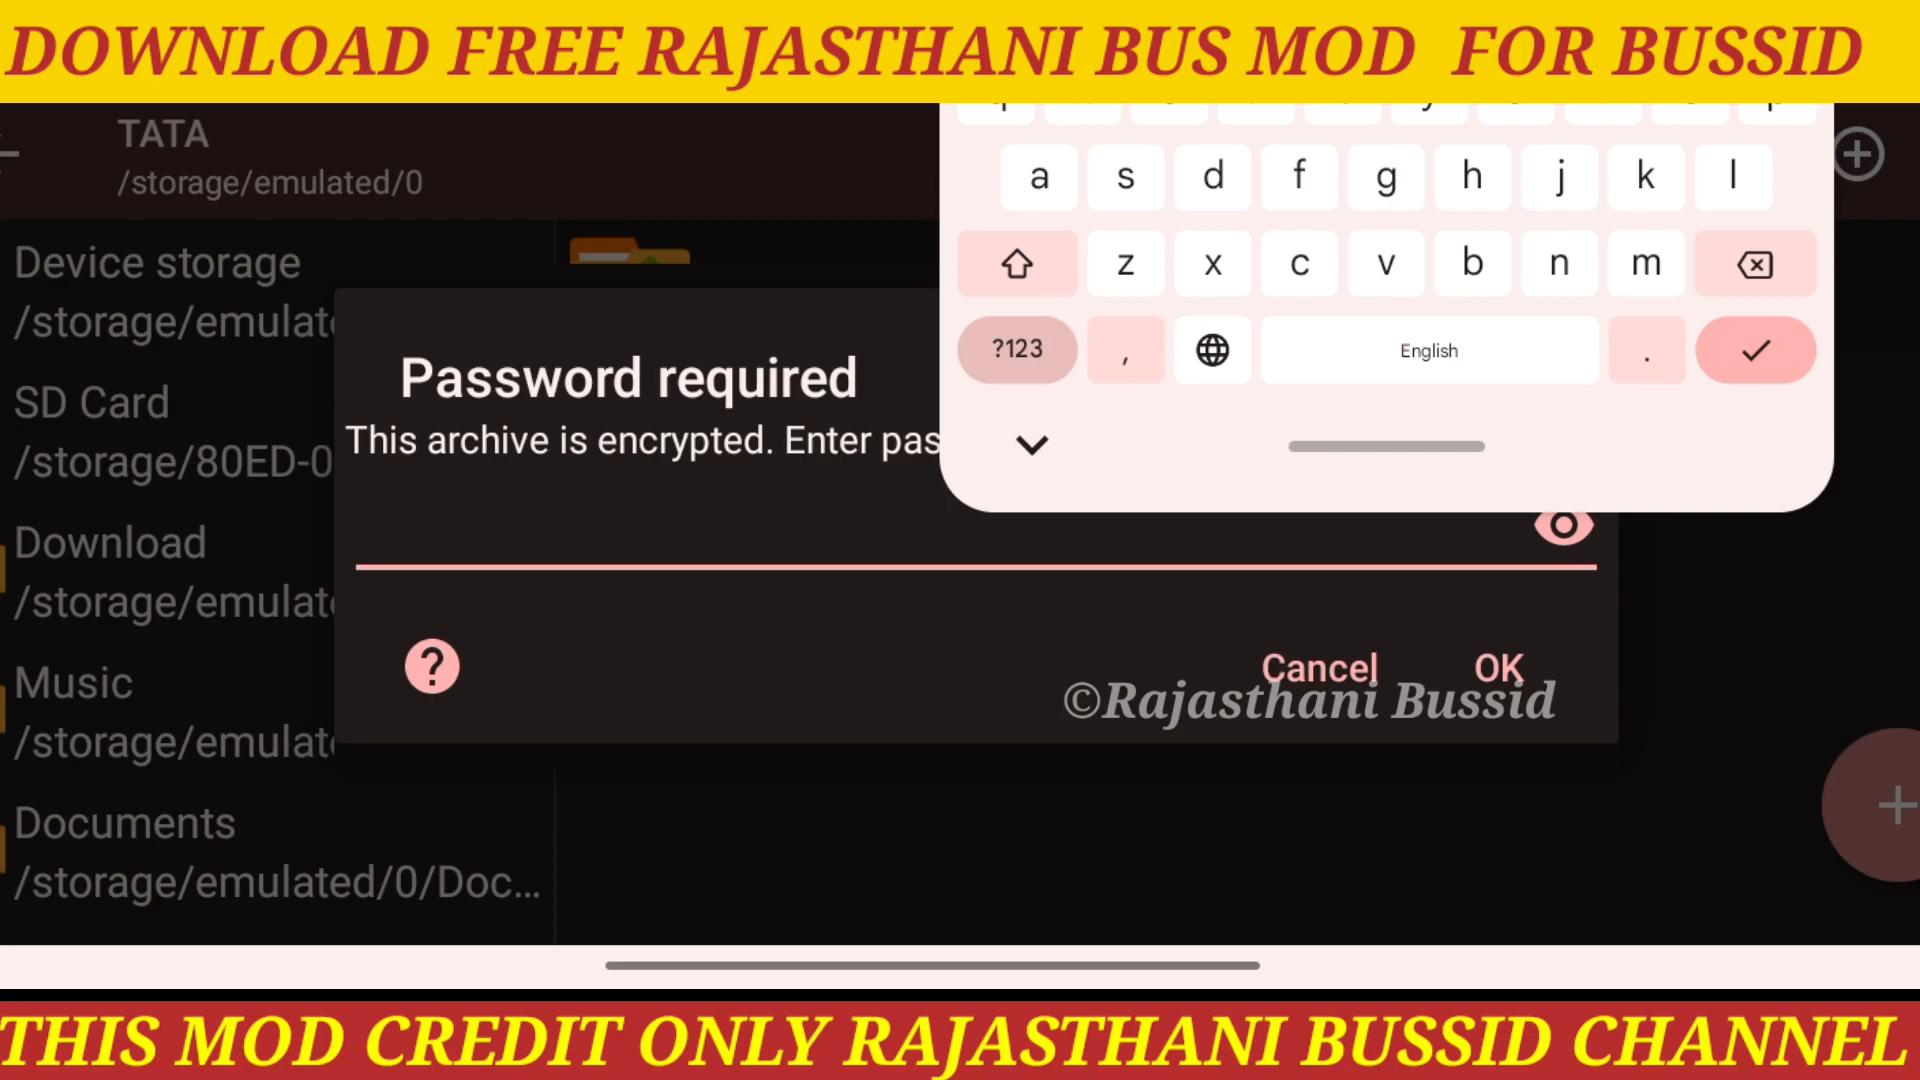 DOWNLOAD FREE RAJASTHANI BUS MOD FOR BUSSID
TATA
/storage/emulated/0
a s d f g h j k l
z x c v b n m
?123 , English .
Device storage
/storage/emulat
SD Card
/storage/80ED-0
Download
/storage/emulat
Music
/storage/emulat
Documents
/storage/emulated/0/Doc...
Password required
This archive is encrypted. Enter pas
?
Cancel OK
©Rajasthani Bussid
THIS MOD CREDIT ONLY RAJASTHANI BUSSID CHANNEL